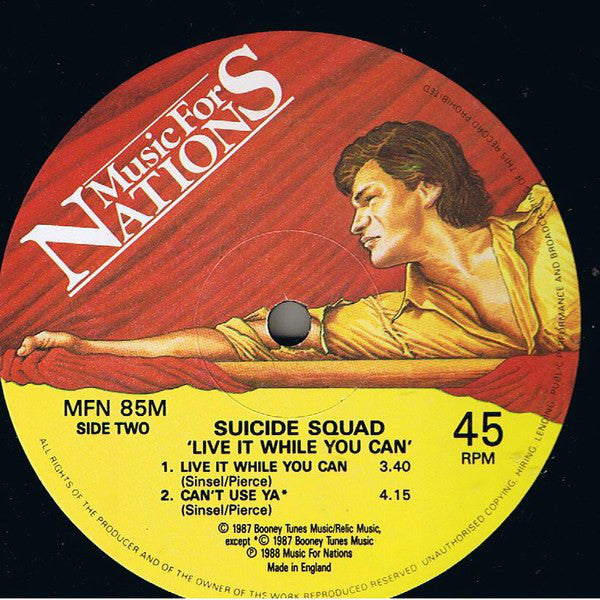 Music For
NATIONS
MFN 85M
SIDE TWO
SUICIDE SQUAD
'LIVE IT WHILE YOU CAN'
45
RPM
1. LIVE IT WHILE YOU CAN 3.40
(Sinsel/Pierce)
2. CAN'T USE YA* 4.15
(Sinsel/Pierce)
© 1987 Booney Tunes Music/Relic Music,
except *© 1987 Booney Tunes Music
℗ 1988 Music For Nations
Made in England
ALL RIGHTS OF THE PRODUCER AND OF THE OWNER OF THE WORK REPRODUCED RESERVED. UNAUTHORISED COPYING, HIRING, LENDING, PUBLIC PERFORMANCE AND BROADCASTING OF THIS RECORD PROHIBITED